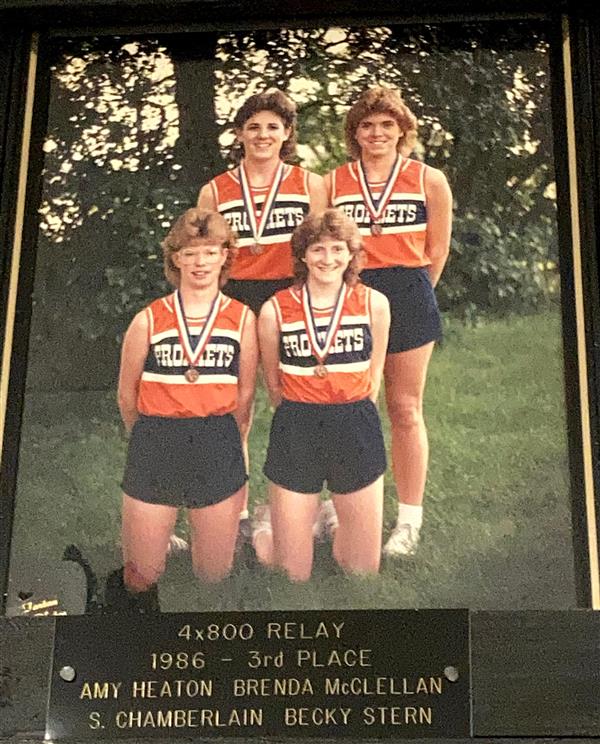 PROPHETS
PROPHETS
PROPHETS
PROPHETS
4x800 RELAY
1986 – 3rd PLACE
AMY HEATON BRENDA McCLELLAN
S. CHAMBERLAIN BECKY STERN